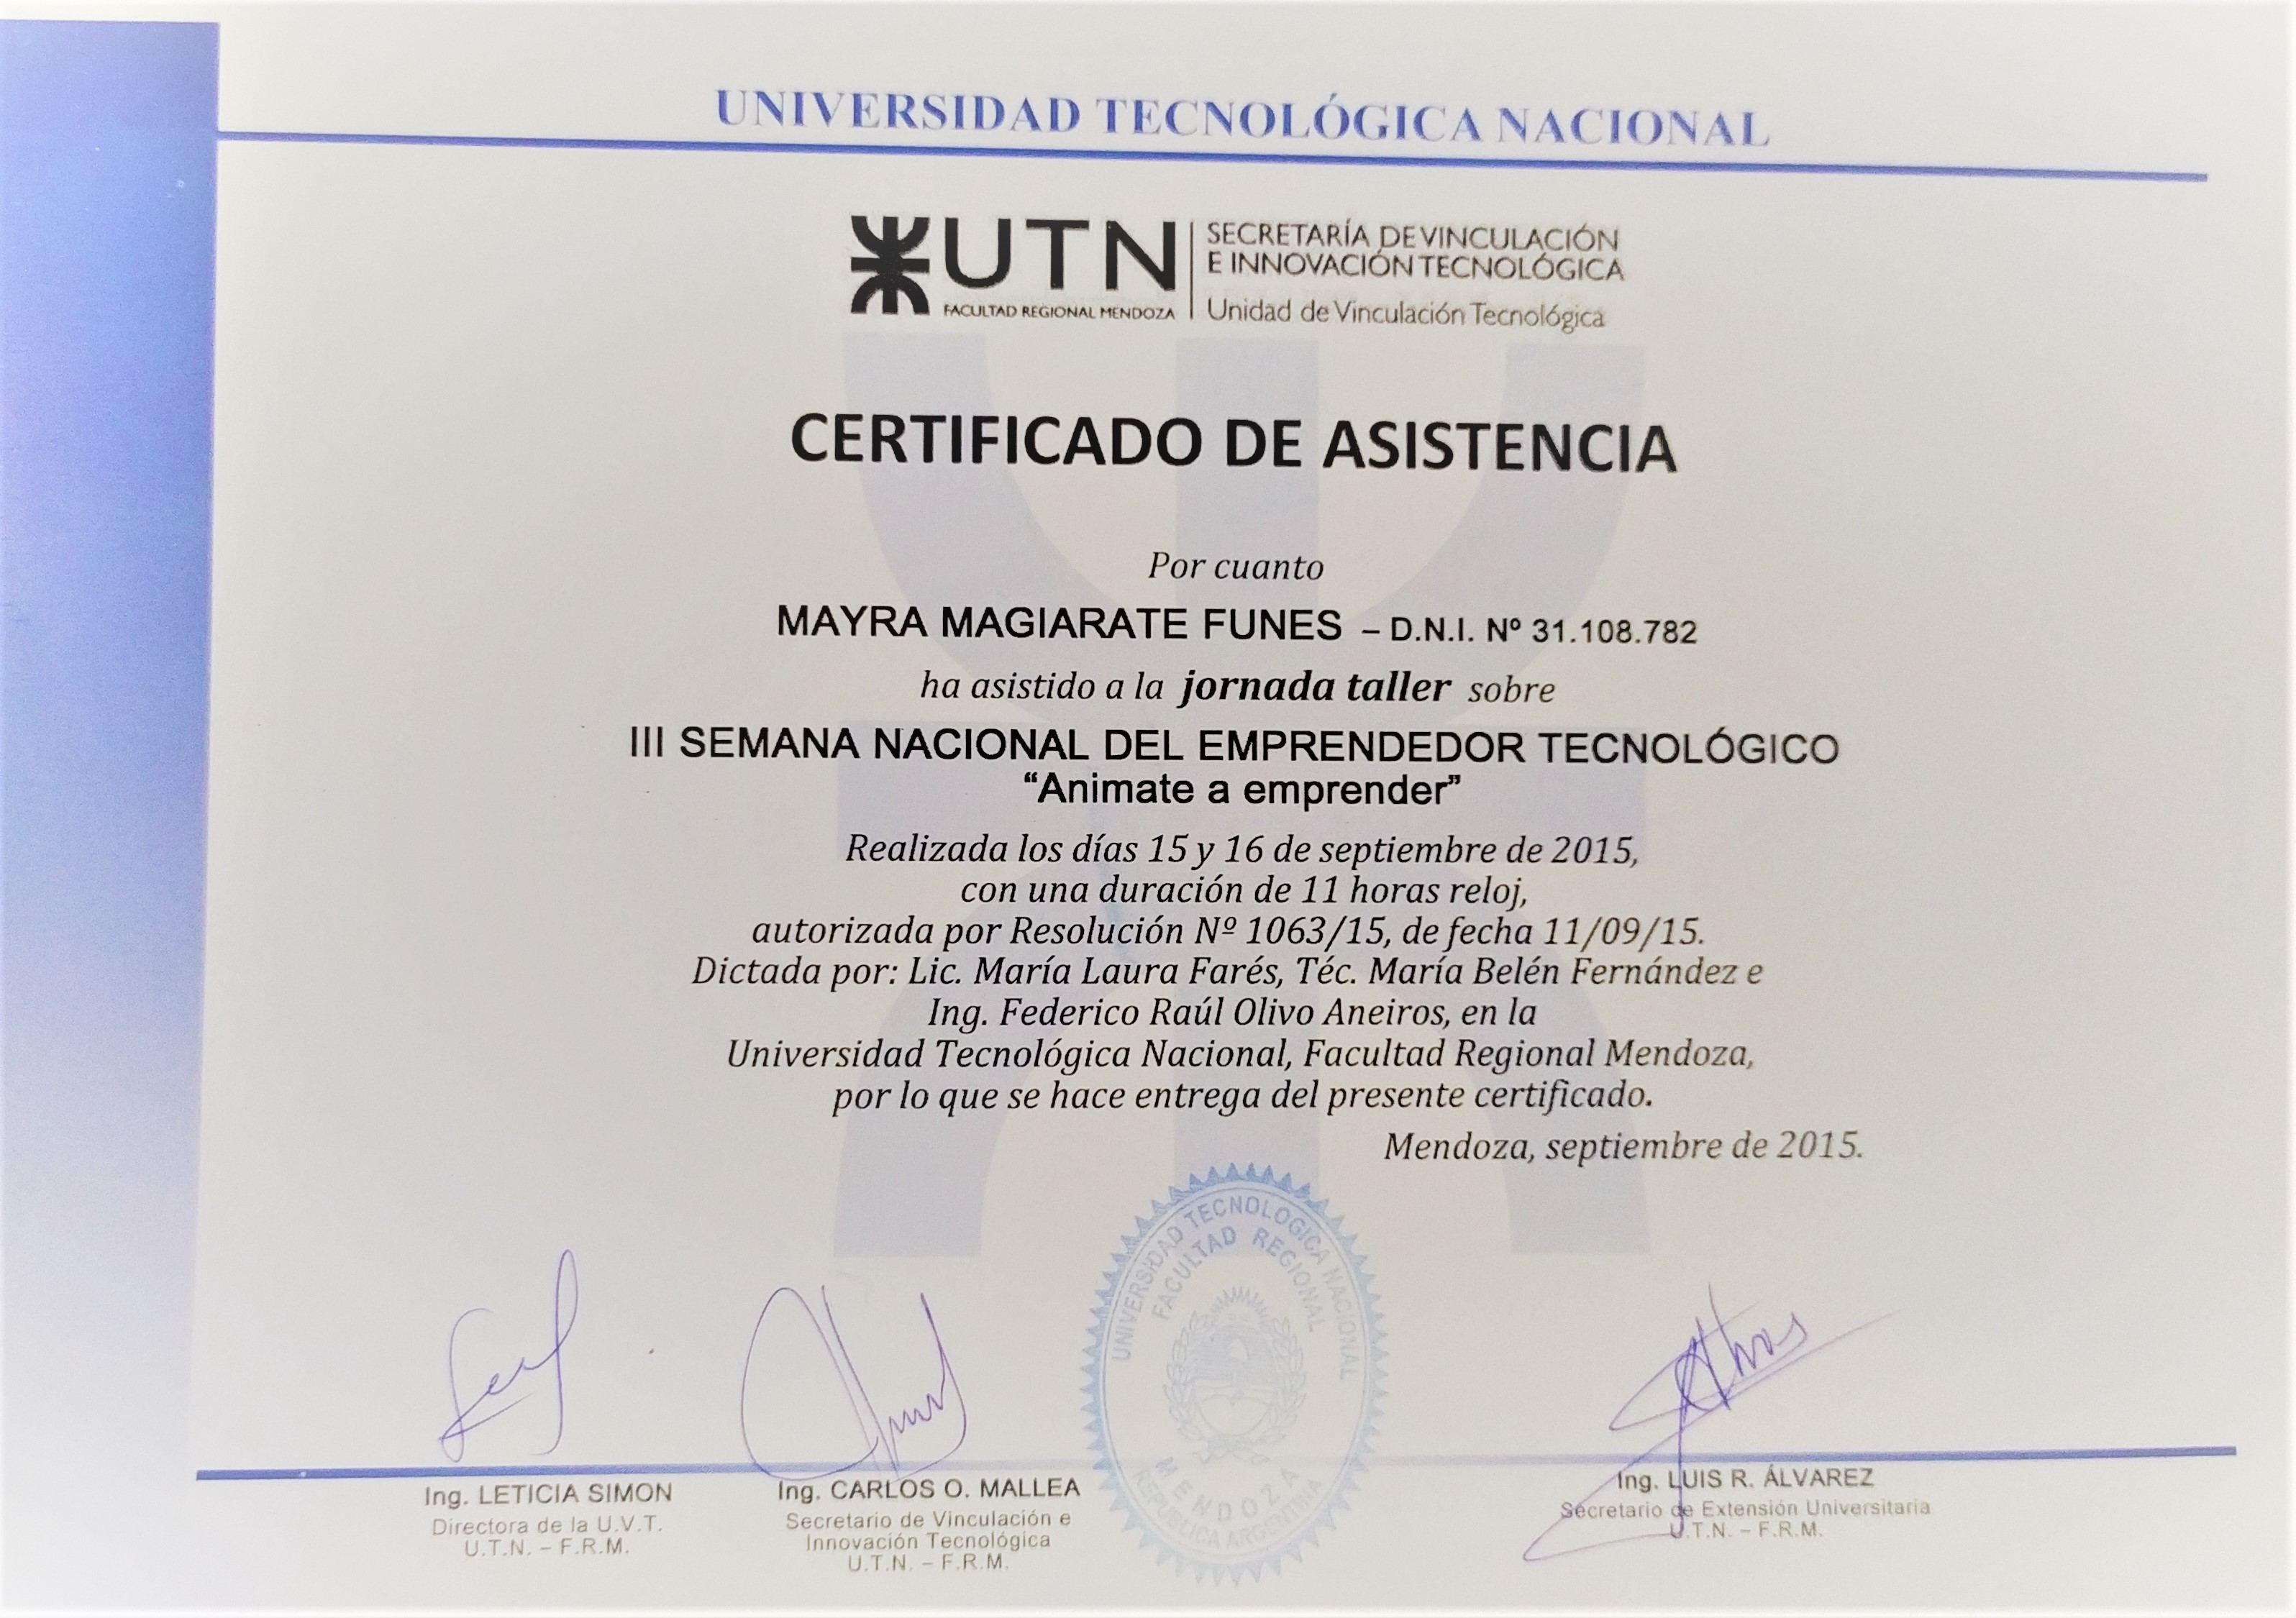 UNIVERSIDAD TECNOLÓGICA NACIONAL
UTN
FACULTAD REGIONAL MENDOZA
SECRETARÍA DE VINCULACIÓN
E INNOVACIÓN TECNOLÓGICA
Unidad de Vinculación Tecnológica
CERTIFICADO DE ASISTENCIA
Por cuanto
MAYRA MAGIARATE FUNES – D.N.I. Nº 31.108.782
ha asistido a la jornada taller sobre
III SEMANA NACIONAL DEL EMPRENDEDOR TECNOLÓGICO
“Animate a emprender”
Realizada los días 15 y 16 de septiembre de 2015,
con una duración de 11 horas reloj,
autorizada por Resolución Nº 1063/15, de fecha 11/09/15.
Dictada por: Lic. María Laura Farés, Téc. María Belén Fernández e
Ing. Federico Raúl Olivo Aneiros, en la
Universidad Tecnológica Nacional, Facultad Regional Mendoza,
por lo que se hace entrega del presente certificado.
Mendoza, septiembre de 2015.
UNIVERSIDAD TECNOLOGICA NACIONAL
FACULTAD REGIONAL
MENDOZA
REPUBLICA ARGENTINA
Ing. LETICIA SIMON
Directora de la U.V.T.
U.T.N. – F.R.M.
Ing. CARLOS O. MALLEA
Secretario de Vinculación e
Innovación Tecnológica
U.T.N. – F.R.M.
Ing. LUIS R. ÁLVAREZ
Secretario de Extensión Universitaria
U.T.N. – F.R.M.